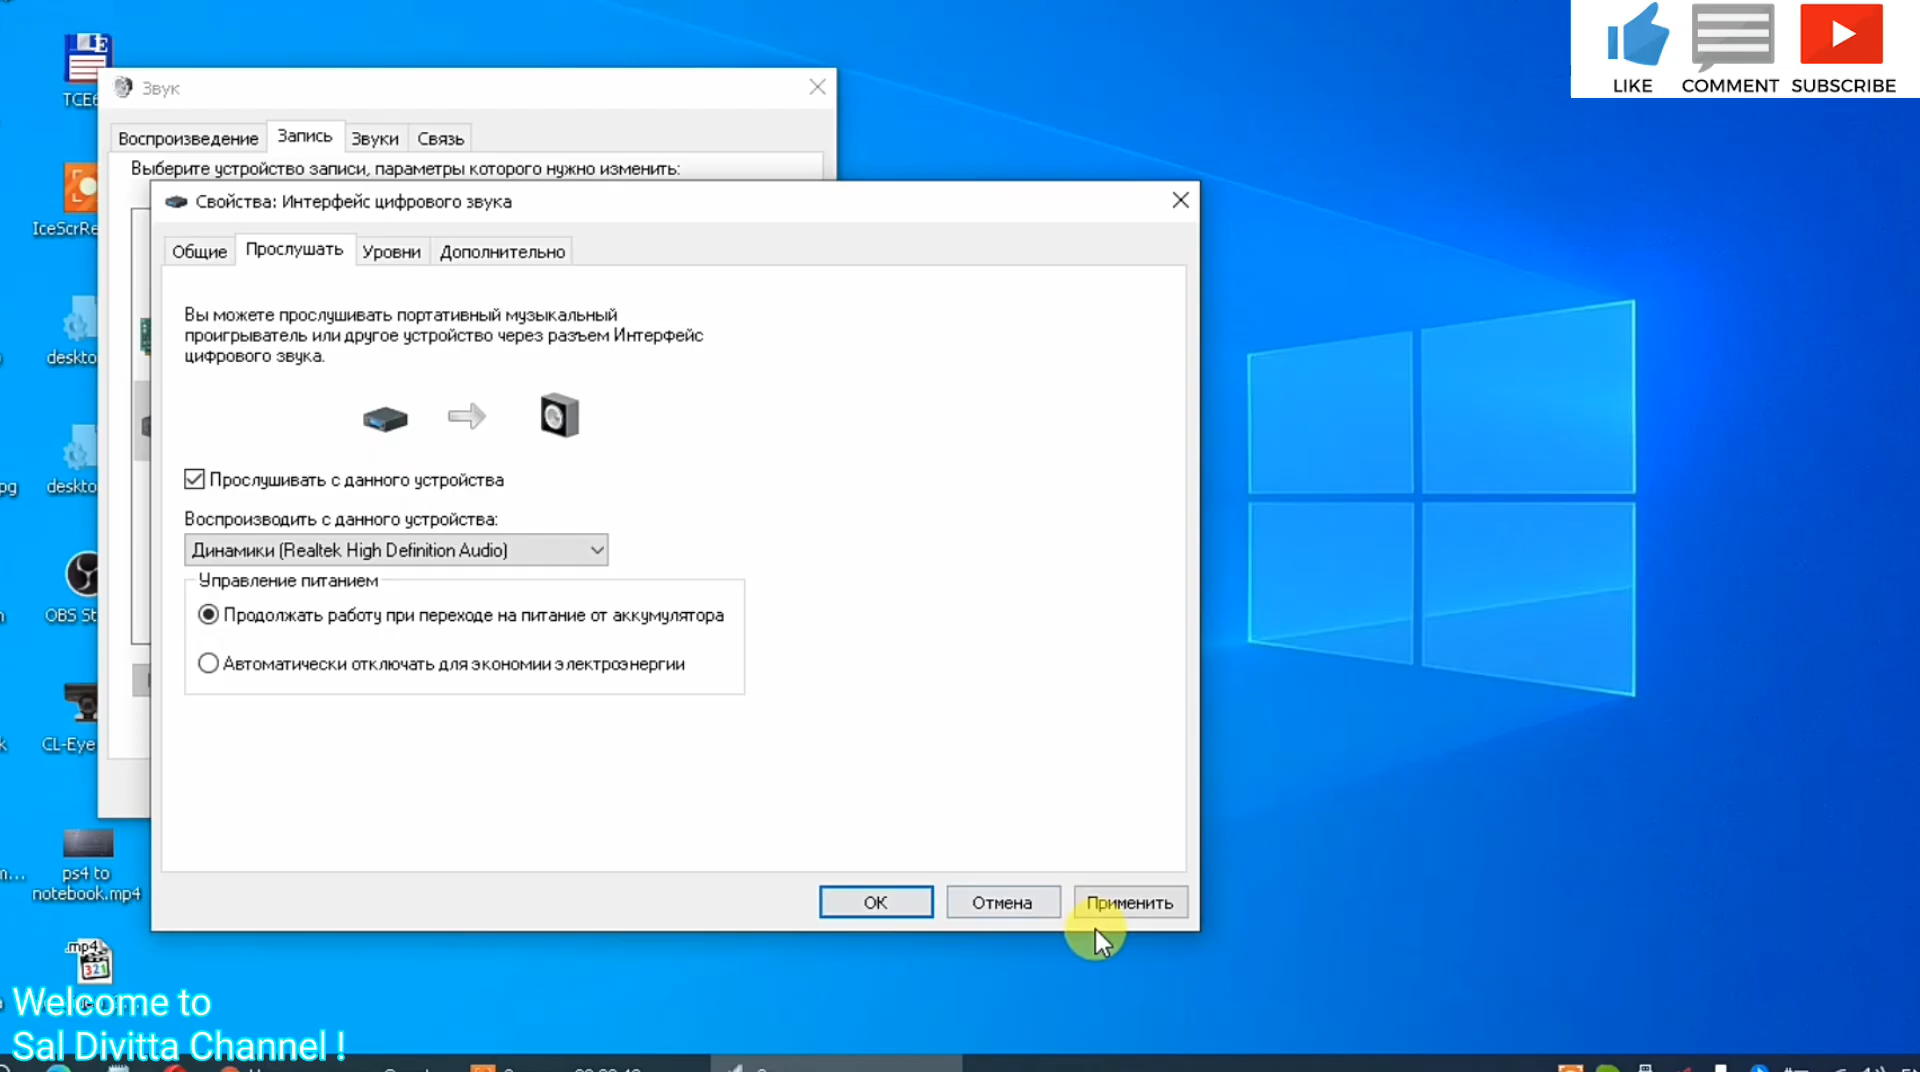 LIKE COMMENT SUBSCRIBE
Звук
Воспроизведение Запись Звуки Связь
Выберите устройство записи, параметры которого нужно изменить:
Свойства: Интерфейс цифрового звука
Общие Прослушать Уровни Дополнительно
Вы можете прослушивать портативный музыкальный
проигрыватель или другое устройство через разъем Интерфейс
цифрового звука.
Прослушивать с данного устройства
Воспроизводить с данного устройства:
Динамики (Realtek High Definition Audio)
Управление питанием
Продолжать работу при переходе на питание от аккумулятора
Автоматически отключать для экономии электроэнергии
OK Отмена Применить
IceScrRe
deskto
pg deskto
OBS St
CL-Eye
ps4 to
notebook.mp4
.mp4
321
Welcome to
Sal Divitta Channel !